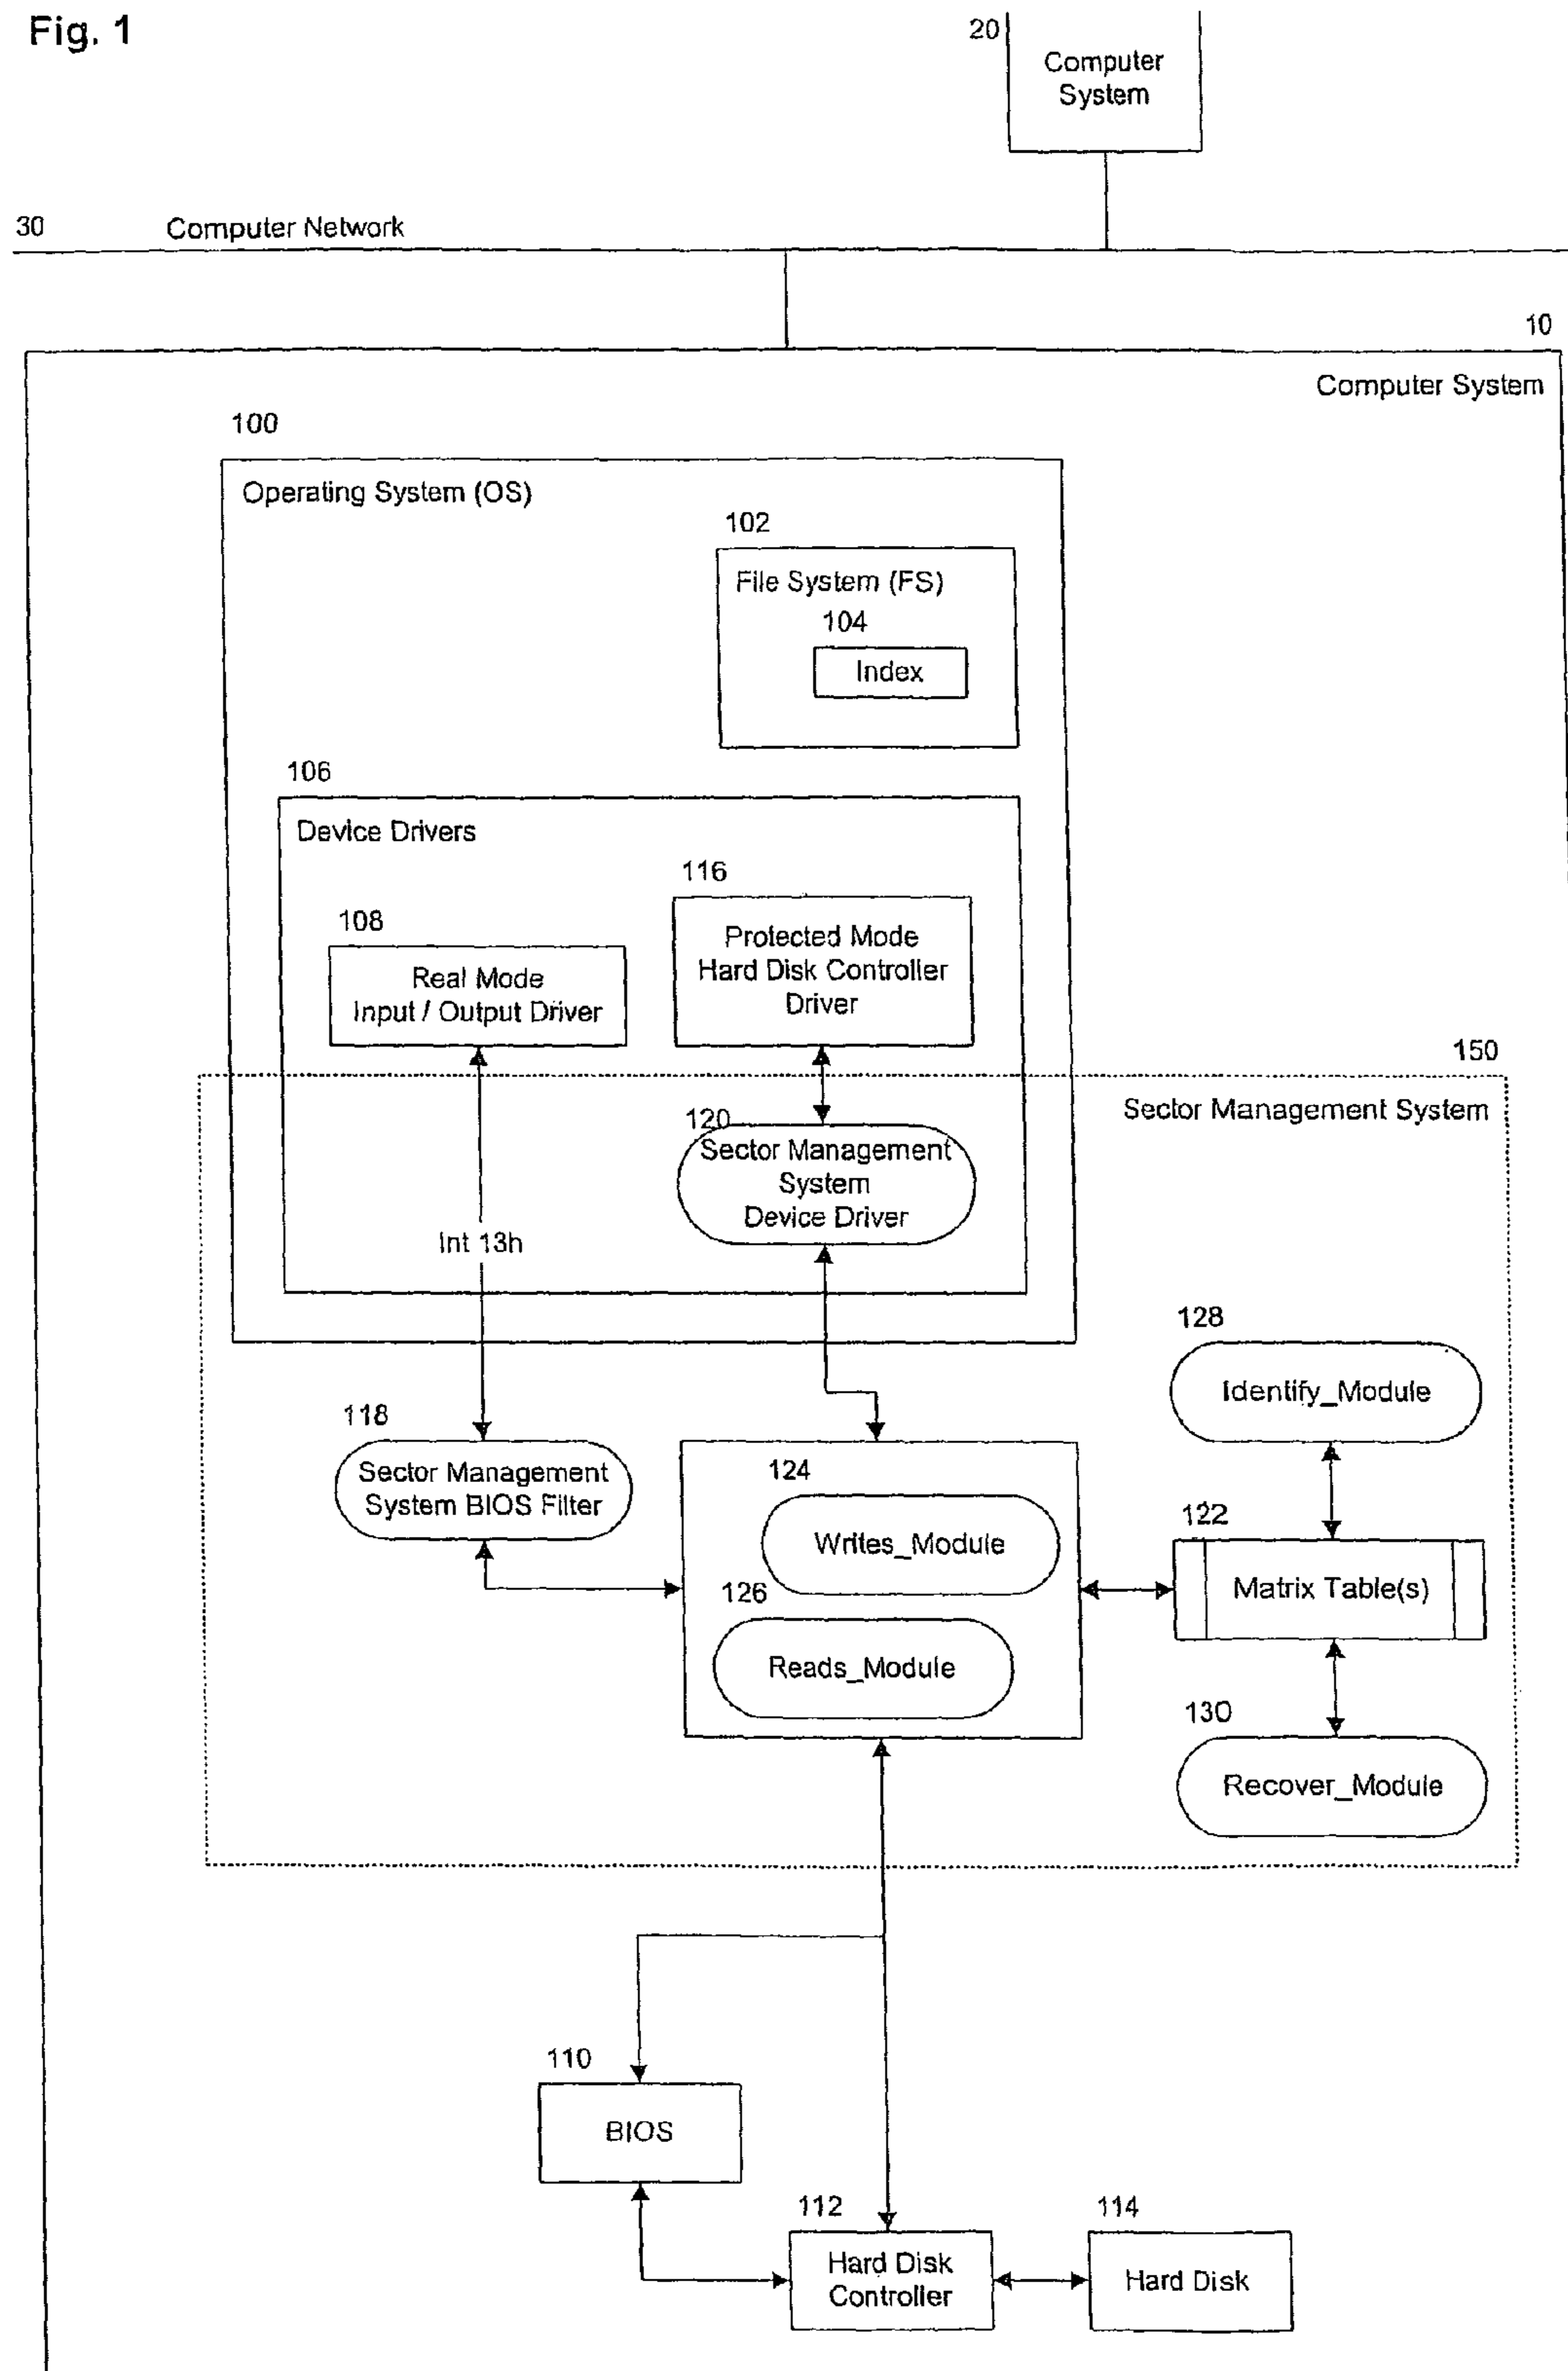 Fig. 1
20
Computer
System
30
Computer Network
10
Computer System
100
Operating System (OS)
102
File System (FS)
104
Index
106
Device Drivers
116
Protected Mode
Hard Disk Controller
Driver
108
Real Mode
Input / Output Driver
150
Sector Management System
120
Sector Management
System
Device Driver
Int 13h
128
Identify_Module
118
Sector Management
System BIOS Filter
124
Writes_Module
122
Matrix Table(s)
126
Reads_Module
130
Recover_Module
110
BIOS
112
Hard Disk
Controller
114
Hard Disk